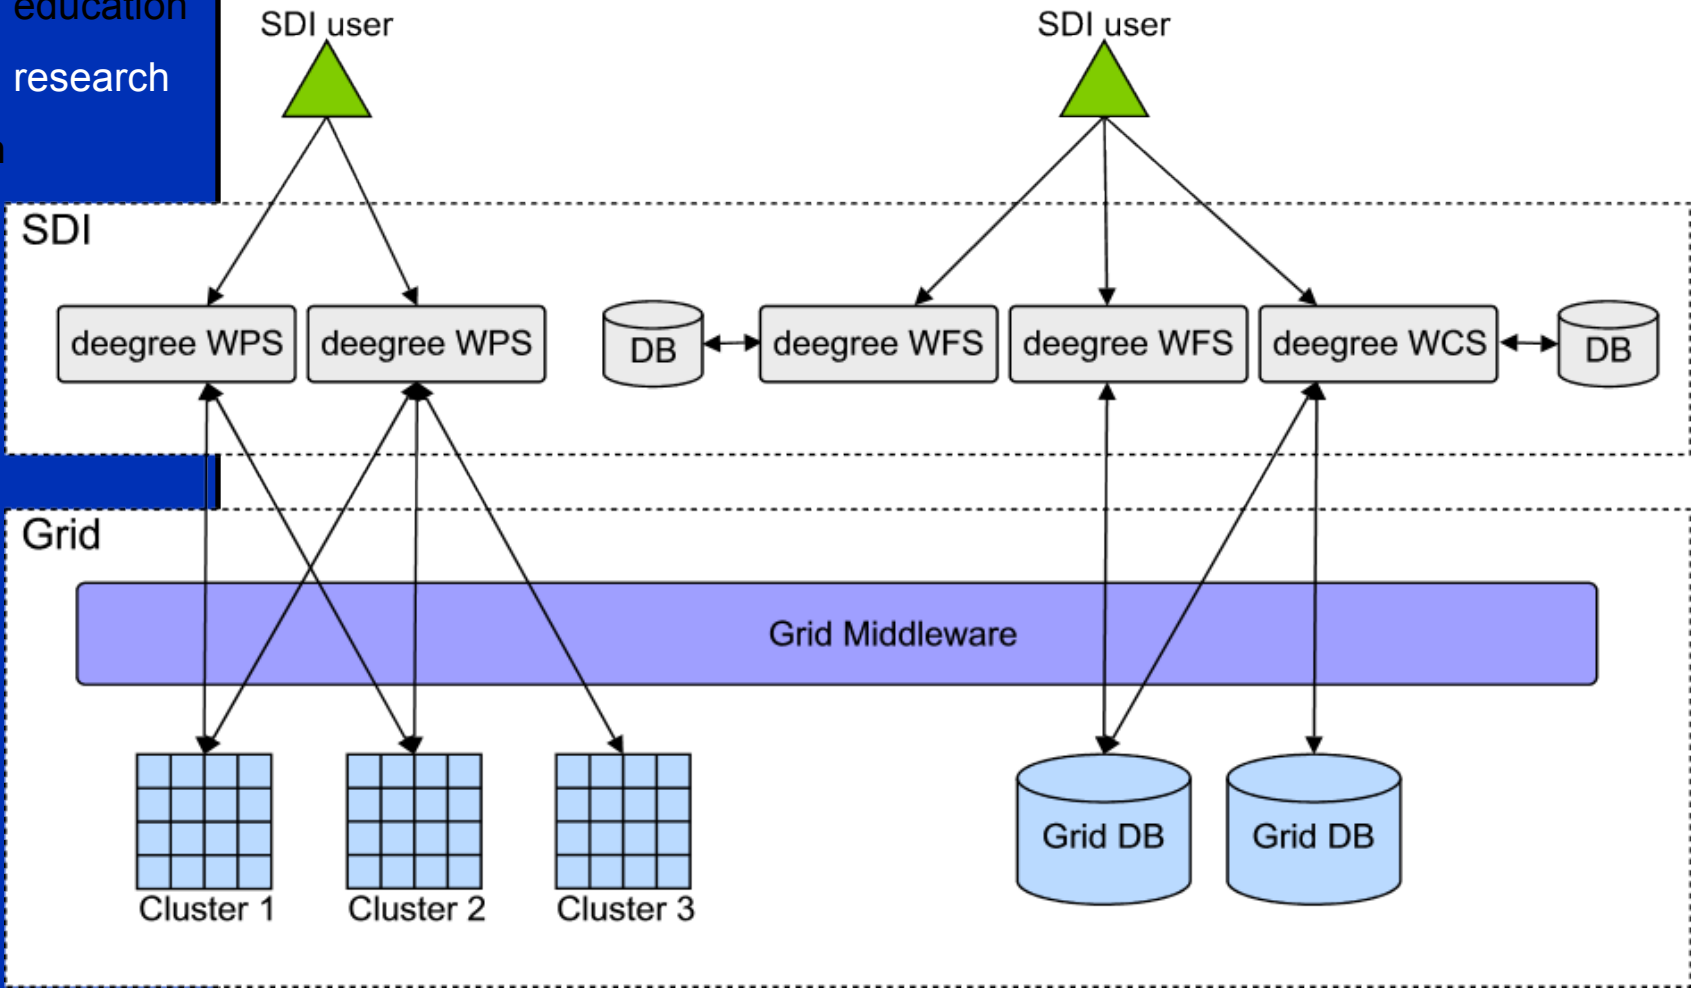 education
research
SDI user
SDI user
SDI
deegree WPS
deegree WPS
DB
deegree WFS
deegree WFS
deegree WCS
DB
Grid
Grid Middleware
Grid DB
Grid DB
Cluster 1
Cluster 2
Cluster 3